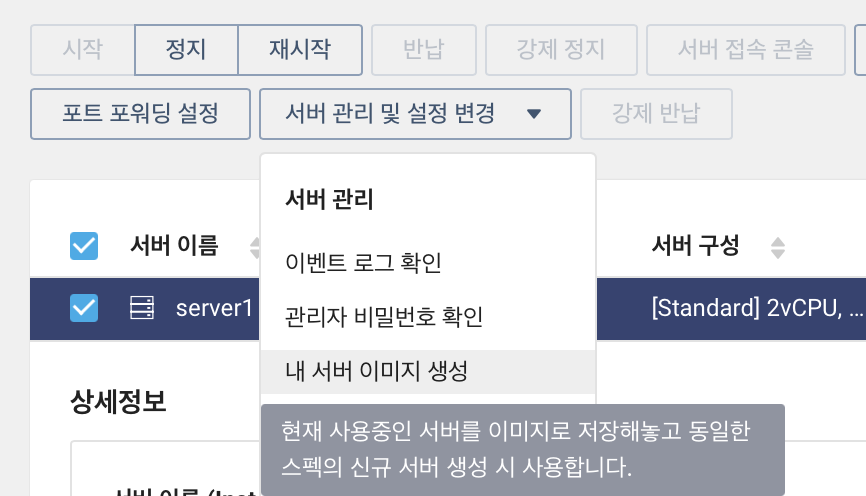 시작 정지 재시작 반납 강제 정지 서버 접속 콘솔
포트 포워딩 설정 서버 관리 및 설정 변경 강제 반납
서버 관리
서버 이름 서버 구성
이벤트 로그 확인
server1 [Standard] 2vCPU, ...
관리자 비밀번호 확인
내 서버 이미지 생성
상세정보
현재 사용중인 서버를 이미지로 저장해놓고 동일한
스펙의 신규 서버 생성 시 사용합니다.